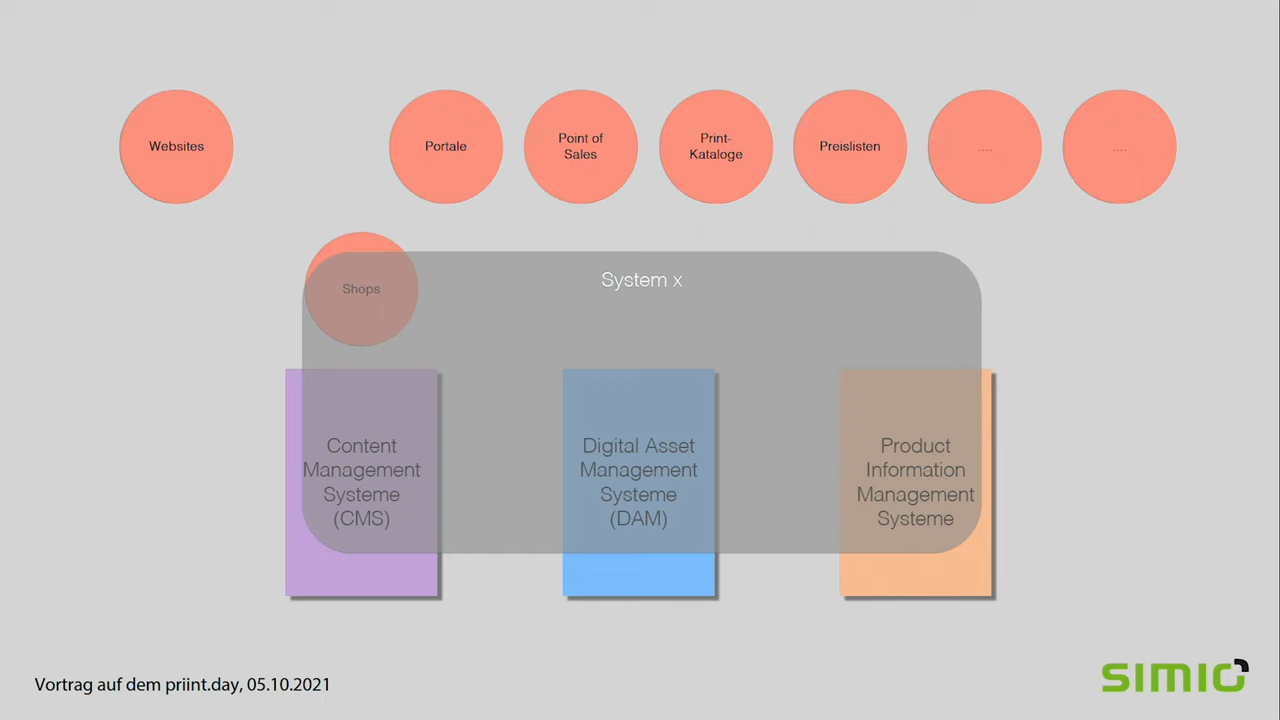 Websites
Portale
Point of
Sales
Print-
Kataloge
Preislisten
....
....
Shops
System x
Content
Management
Systeme
(CMS)
Digital Asset
Management
Systeme
(DAM)
Product
Information
Management
Systeme
Vortrag auf dem priint.day, 05.10.2021
SIMIO